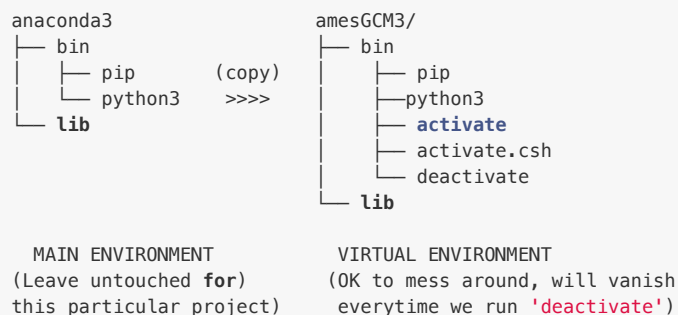 anaconda3                  amesGCM3/
├── bin                    ├── bin
│   ├── pip       (copy)   │    ├── pip
│   └── python3    >>>>    │    ├──python3
└── lib                    │    ├── activate
                           │    ├── activate.csh
                           │    └── deactivate
                           └── lib

  MAIN ENVIRONMENT           VIRTUAL ENVIRONMENT
(Leave untouched for)       (OK to mess around, will vanish
this particular project)     everytime we run 'deactivate')